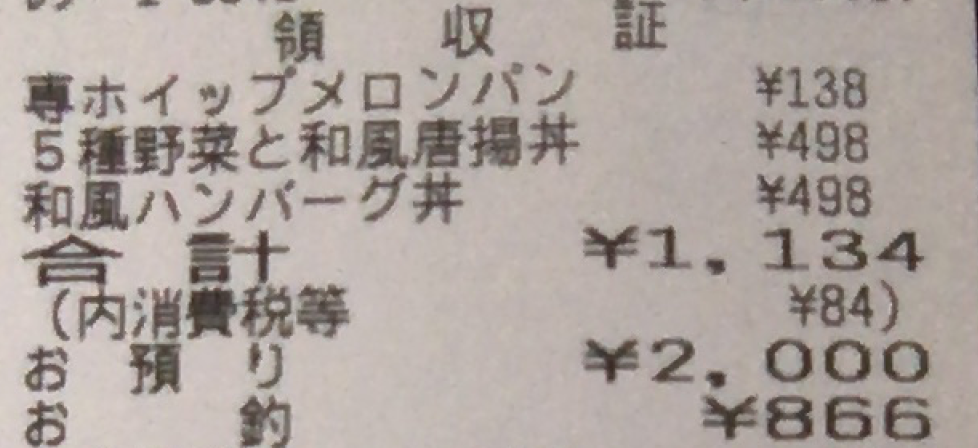 領収証
専ホイップメロンパン ¥138
5種野菜と和風唐揚丼 ¥498
和風ハンバーグ丼 ¥498
合計 ¥1,134
(内消費税等 ¥84)
お預り ¥2,000
お釣 ¥866